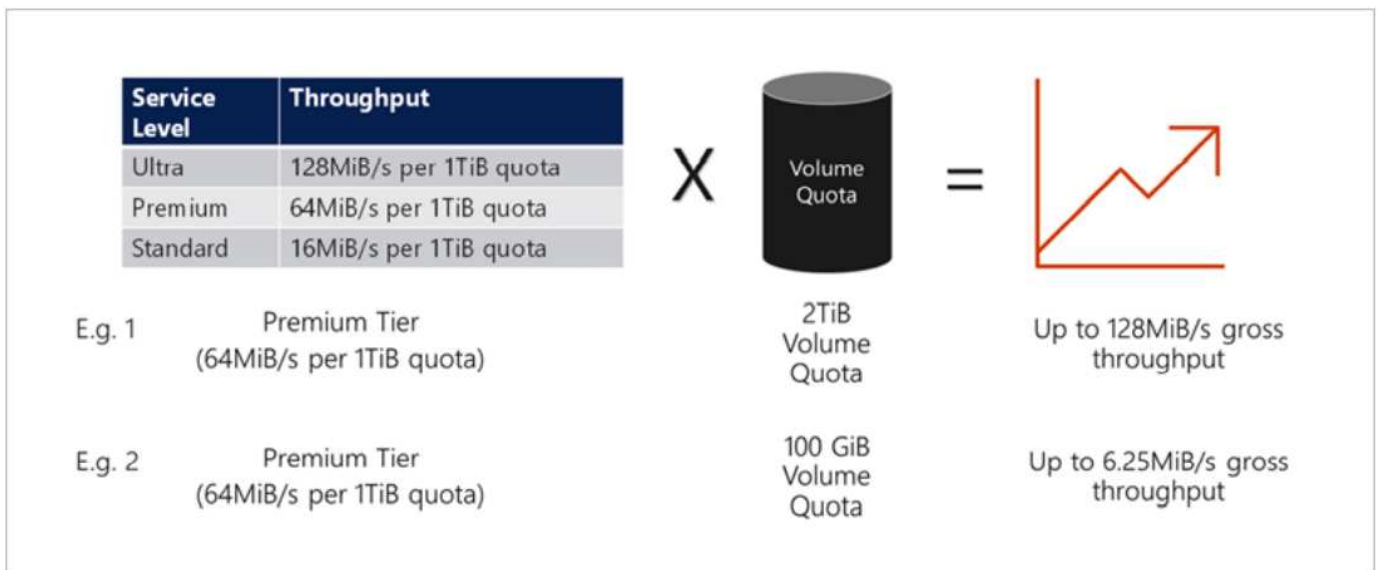 Service Level
Throughput
Ultra
128MiB/s per 1TiB quota
Premium
64MiB/s per 1TiB quota
Standard
16MiB/s per 1TiB quota
X
Volume
Quota
=
E.g. 1
Premium Tier
(64MiB/s per 1TiB quota)
2TiB
Volume
Quota
Up to 128MiB/s gross
throughput
E.g. 2
Premium Tier
(64MiB/s per 1TiB quota)
100 GiB
Volume
Quota
Up to 6.25MiB/s gross
throughput